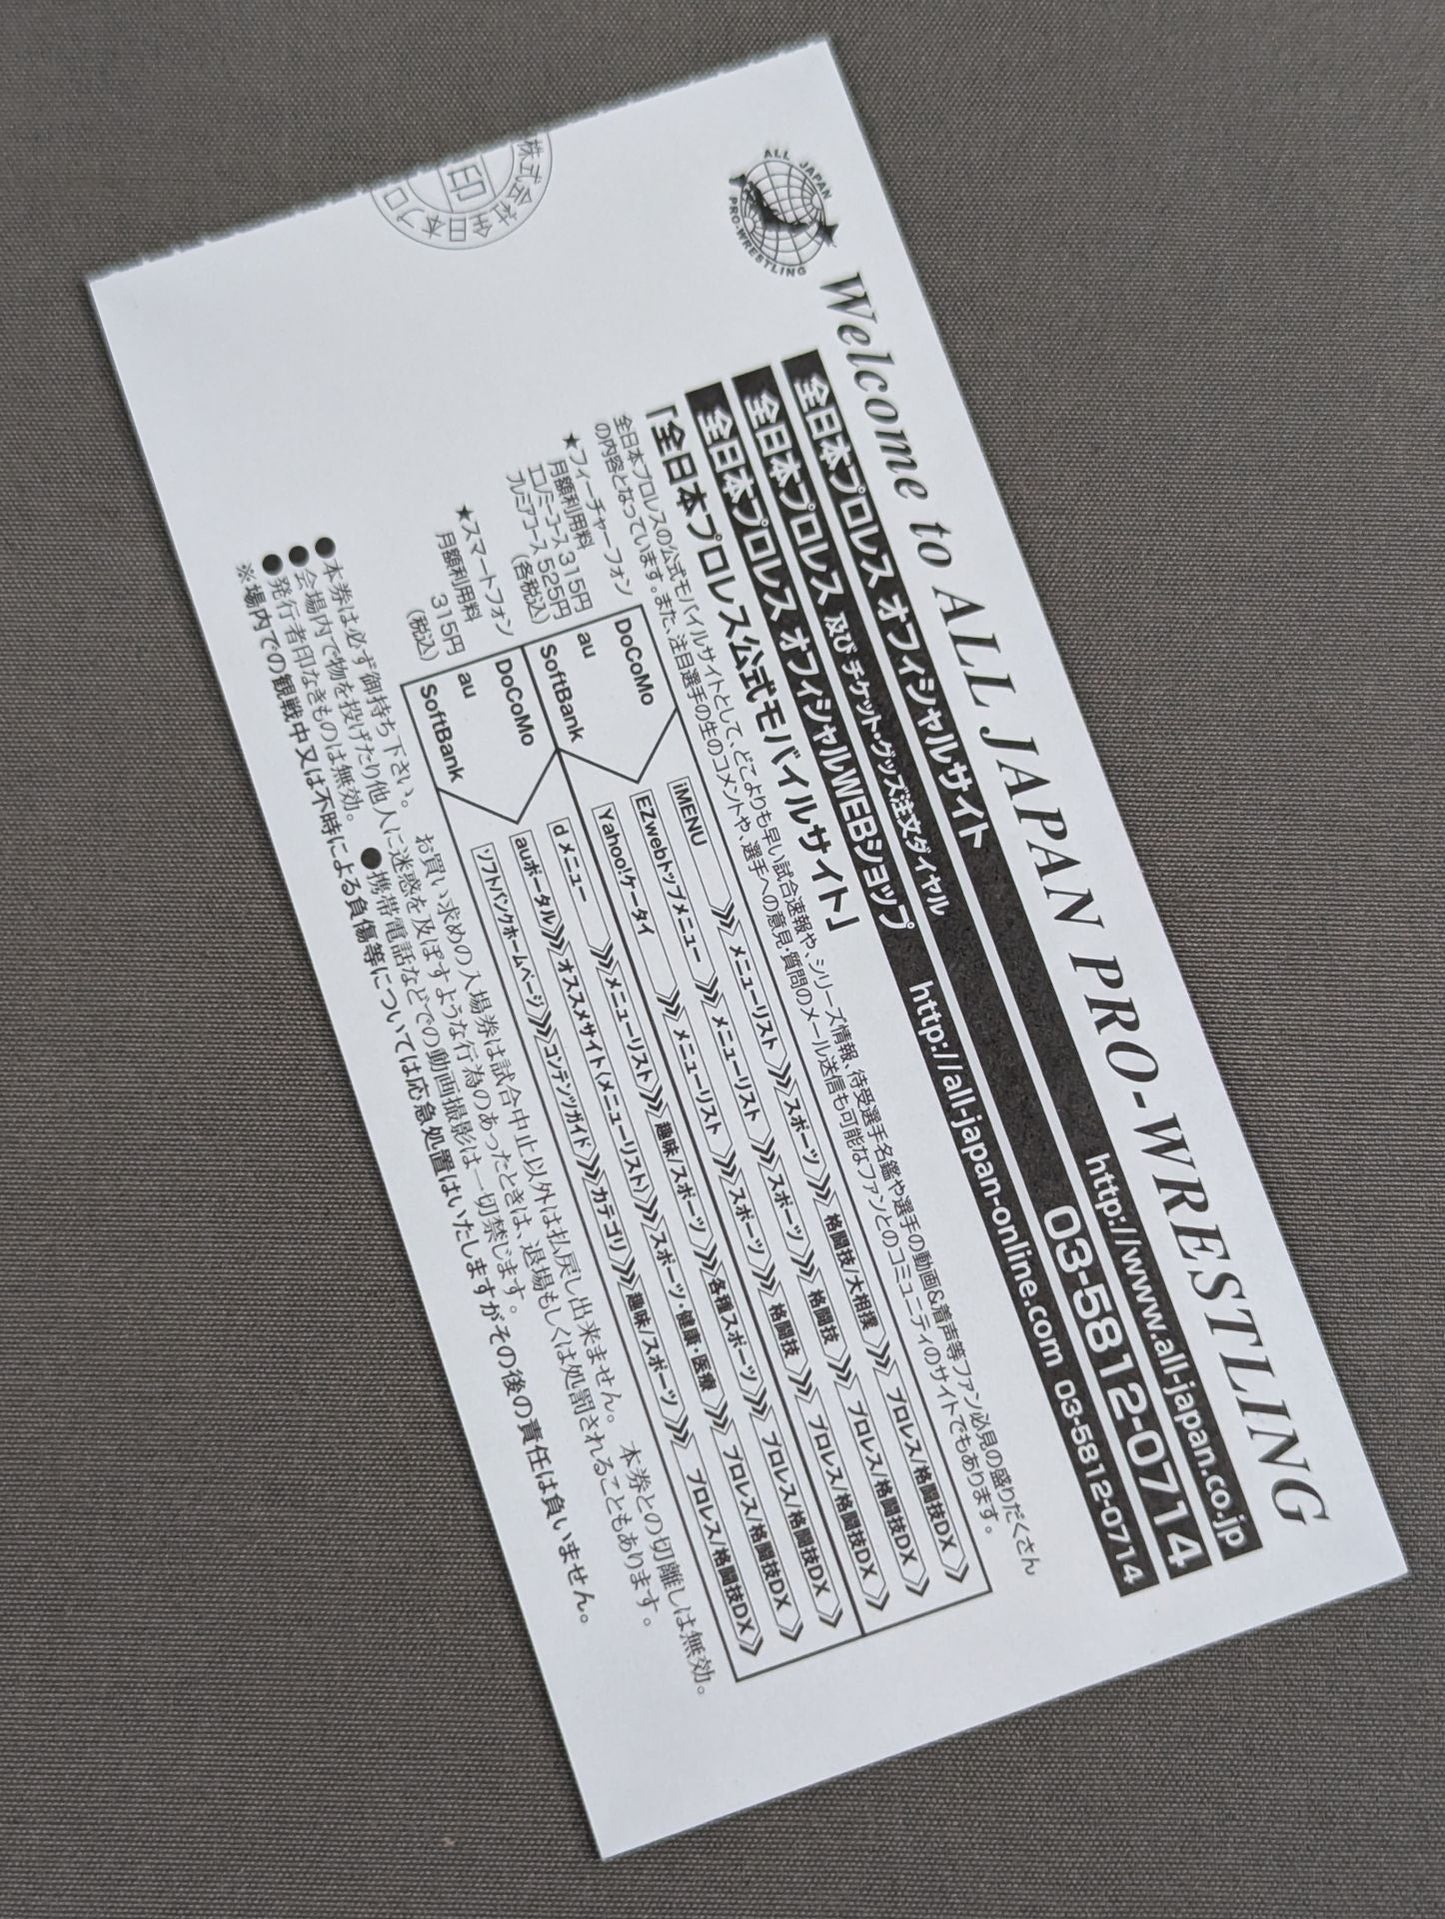 ALL JAPAN
PRO-WRESTLING
Welcome to ALL JAPAN PRO-WRESTLING
全日本プロレス オフィシャルサイト http://www.all-japan.co.jp
全日本プロレス 及び チケット・グッズ注文ダイヤル 03-5812-0714
全日本プロレス オフィシャルWEBショップ http://all-japan-online.com 03-5812-0714
「全日本プロレス公式モバイルサイト」
全日本プロレスの公式モバイルサイトとして、どこよりも早い試合速報や、シリーズ情報、待受選手名鑑や選手の動画&着声等ファン必見の盛りだくさん
の内容となっています。また、注目選手の生のコメントや、選手への意見・質問のメール送信も可能なファンとのコミュニティのサイトでもあります。
★フィーチャーフォン
月額利用料
エコノミーコース 315円
プレミアコース 525円
(各税込)
DoCoMo iMENU メニューリスト スポーツ 格闘技/大相撲 プロレス/格闘技DX
au EZwebトップメニュー メニューリスト スポーツ 格闘技 プロレス/格闘技DX
SoftBank Yahoo!ケータイ メニューリスト スポーツ 格闘技 プロレス/格闘技DX
★スマートフォン
月額利用料
315円
(税込)
DoCoMo dメニュー メニューリスト 趣味/スポーツ 各種スポーツ プロレス/格闘技DX
au auポータル オススメサイト(メニューリスト) スポーツ・健康・医療 プロレス/格闘技DX
SoftBank ソフトバンクホームページ コンテンツガイド カテゴリ 趣味/スポーツ プロレス/格闘技DX
●本券は必ず御持ち下さい。 お買い求めの入場券は試合中止以外は払戻し出来ません。 本券との切離しは無効。
●会場内で物を投げたり他人に迷惑を及ぼすような行為のあったときは、退場もしくは処罰されることもあります。
●発行者印なきものは無効。 ●携帯電話などでの動画撮影は一切禁じます。
※場内での観戦中又は不時による負傷等については応急処置はいたしますがその後の責任は負いません。
株式会社全日本プロ
印